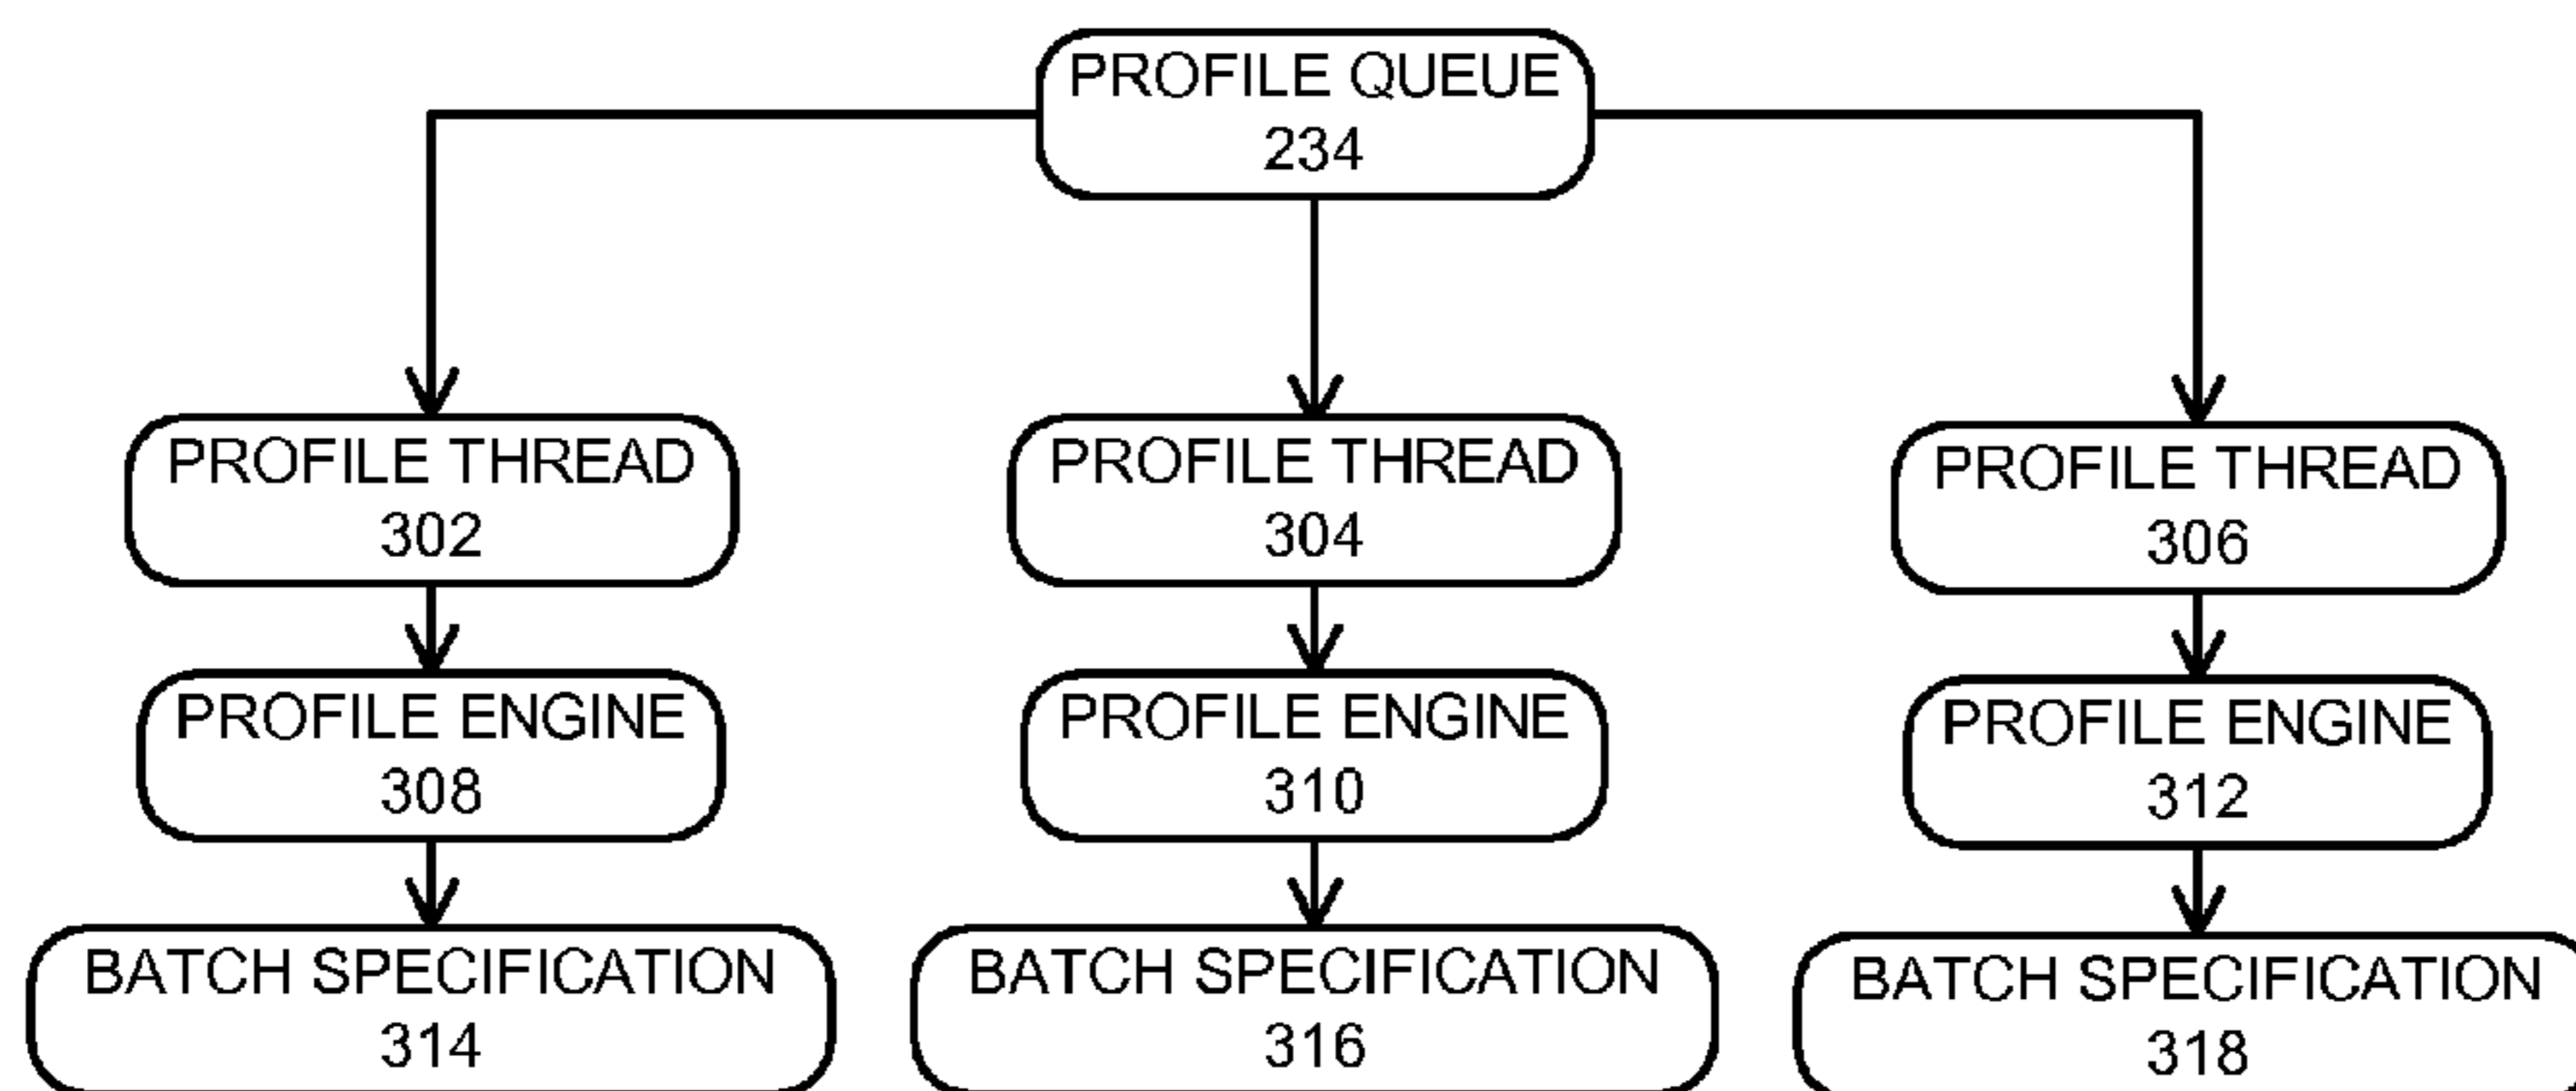 PROFILE QUEUE
234
PROFILE THREAD
302
PROFILE THREAD
304
PROFILE THREAD
306
PROFILE ENGINE
308
PROFILE ENGINE
310
PROFILE ENGINE
312
BATCH SPECIFICATION
314
BATCH SPECIFICATION
316
BATCH SPECIFICATION
318